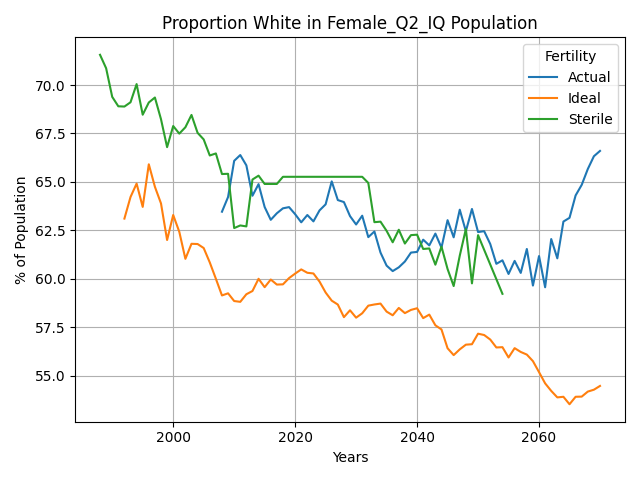 Proportion White in Female_Q2_IQ Population
Fertility
Actual
Ideal
Sterile
% of Population
70.0
67.5
65.0
62.5
60.0
57.5
55.0
2000
2020
2040
2060
Years